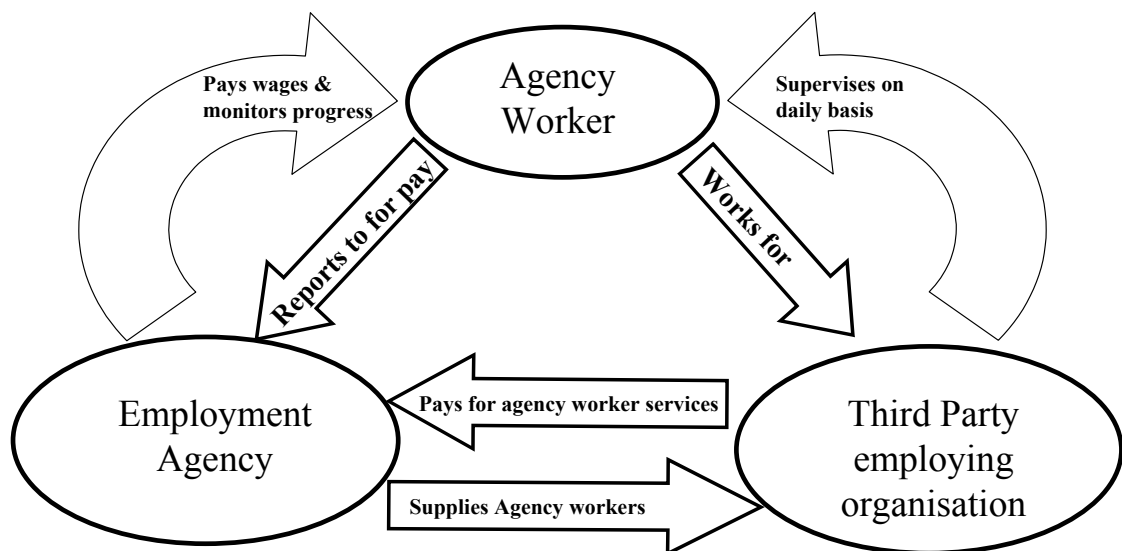 Pays wages &
monitors progress
Agency
Worker
Supervises on
daily basis
Reports to for pay
Works for
Employment
Agency
Pays for agency worker services
Supplies Agency workers
Third Party
employing
organisation